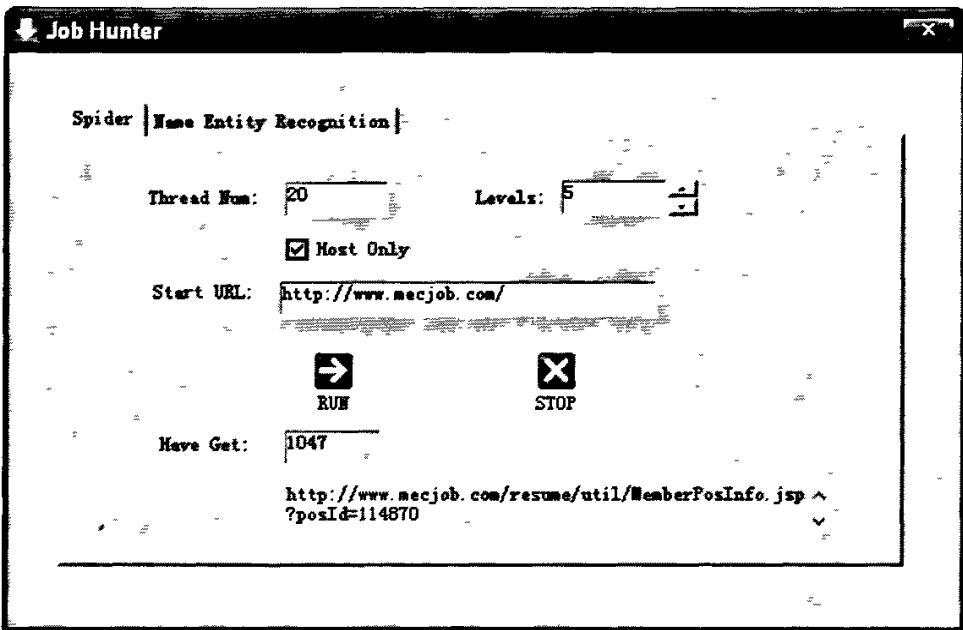 Job Hunter
Spider Name Entity Recognition
Thread Num: 20 Levels: 5
Host Only
Start URL: http://www.mecjob.com/
RUN STOP
Have Get: 1047
http://www.mecjob.com/resume/util/MemberPosInfo.jsp
?posId=114870